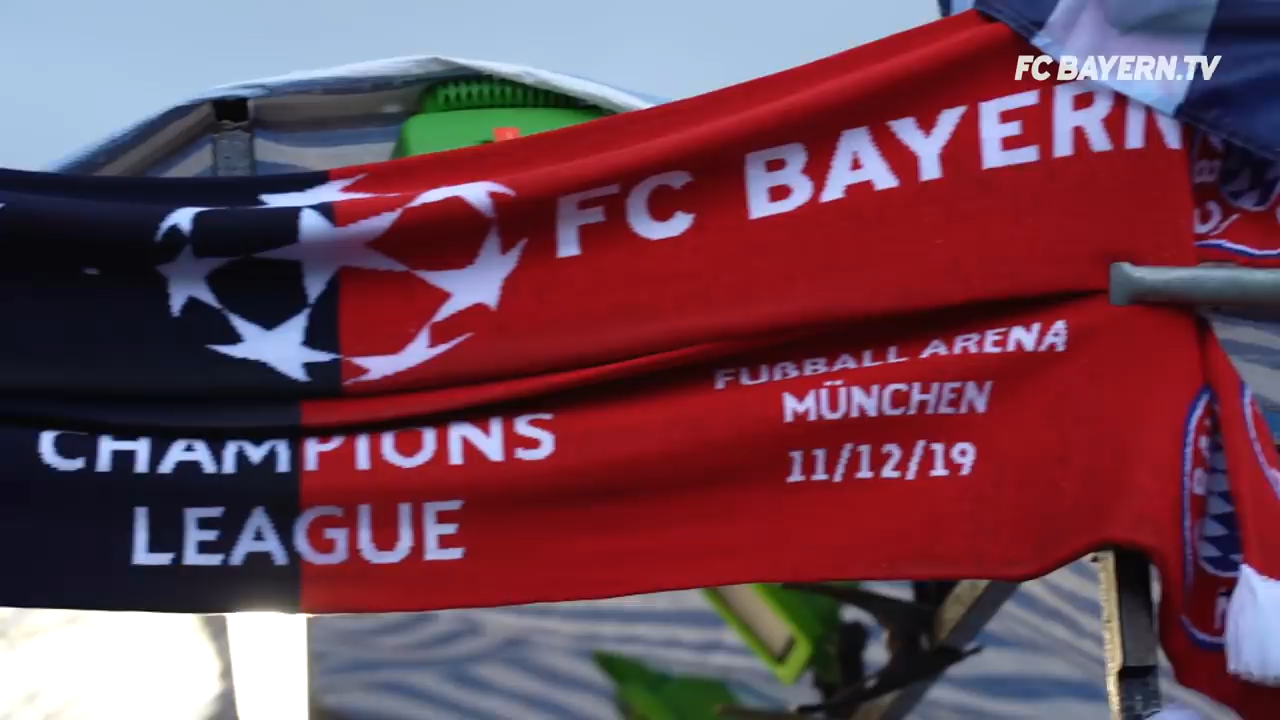 FC BAYERN.TV
FC BAYERN
CHAMPIONS
LEAGUE
FUßBALL ARENA
MÜNCHEN
11/12/19